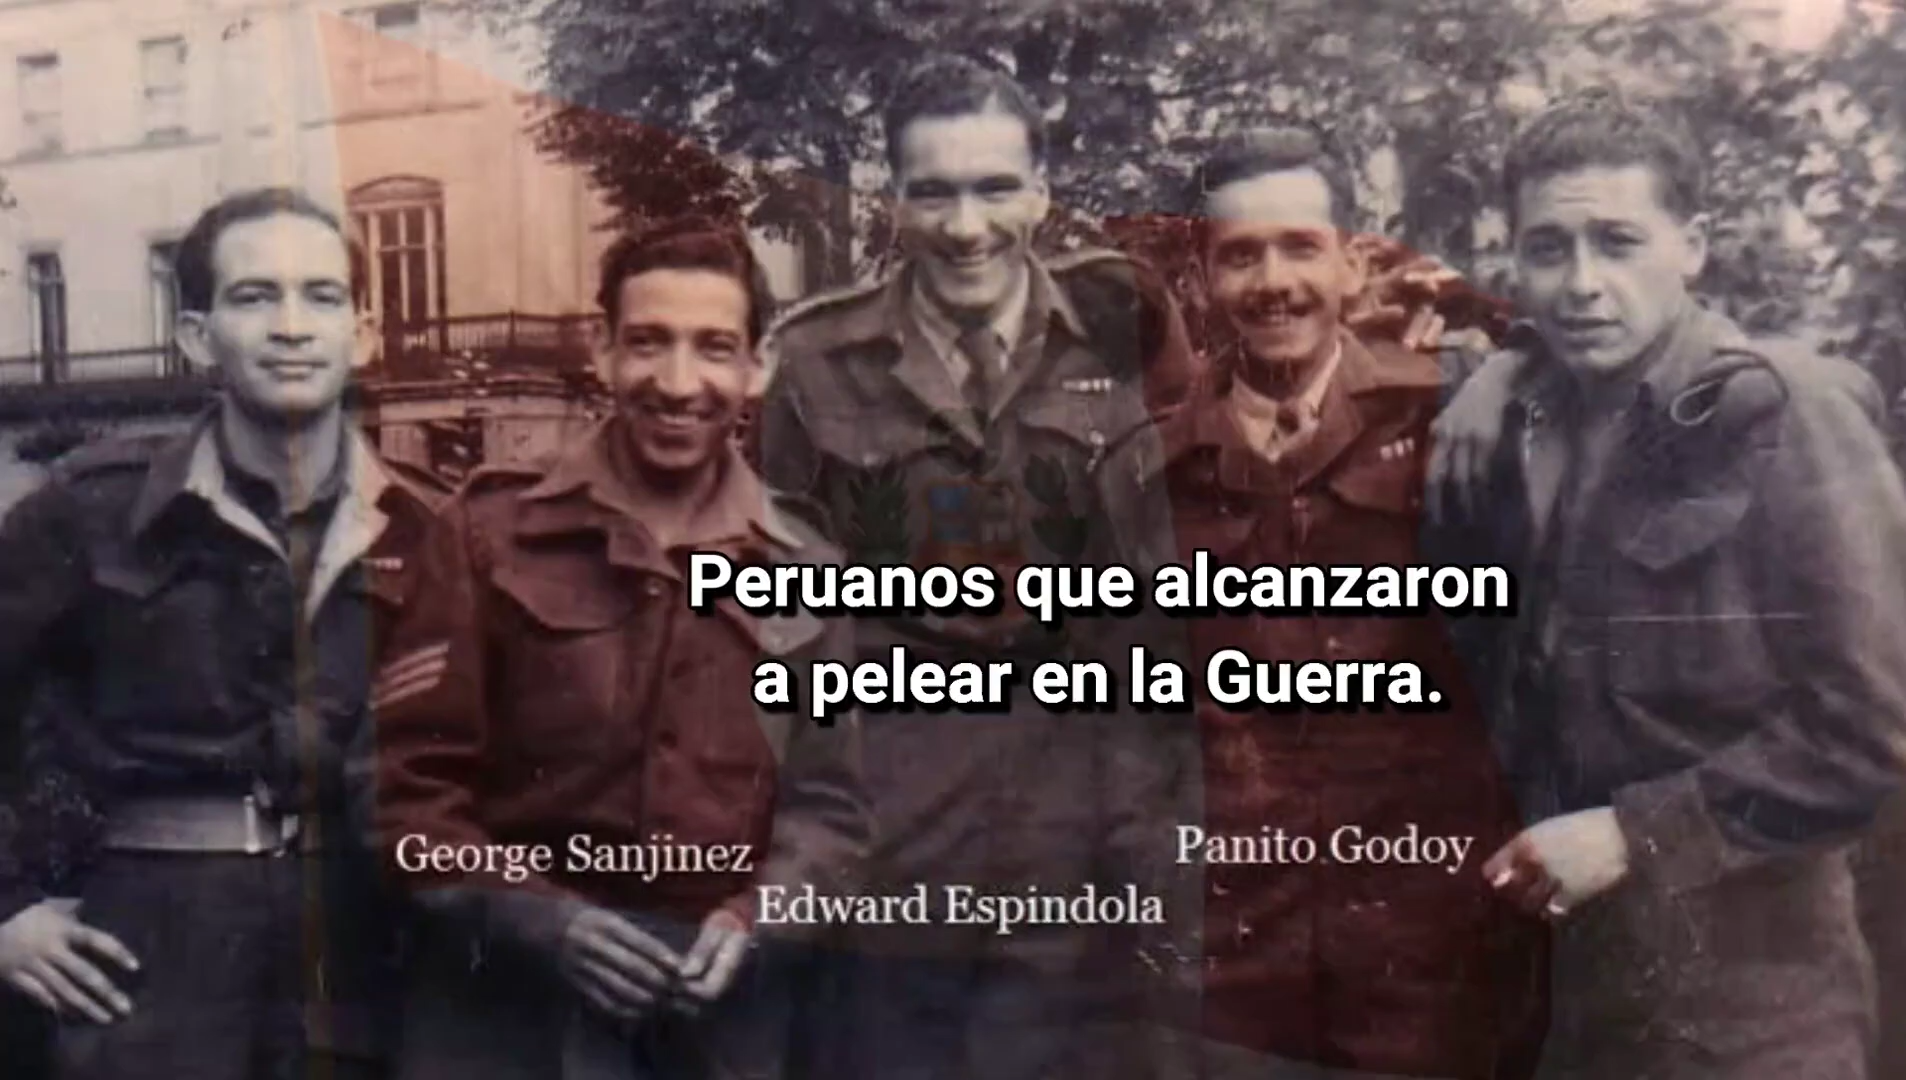 Peruanos que alcanzaron
a pelear en la Guerra.
George Sanjinez
Panito Godoy
Edward Espindola